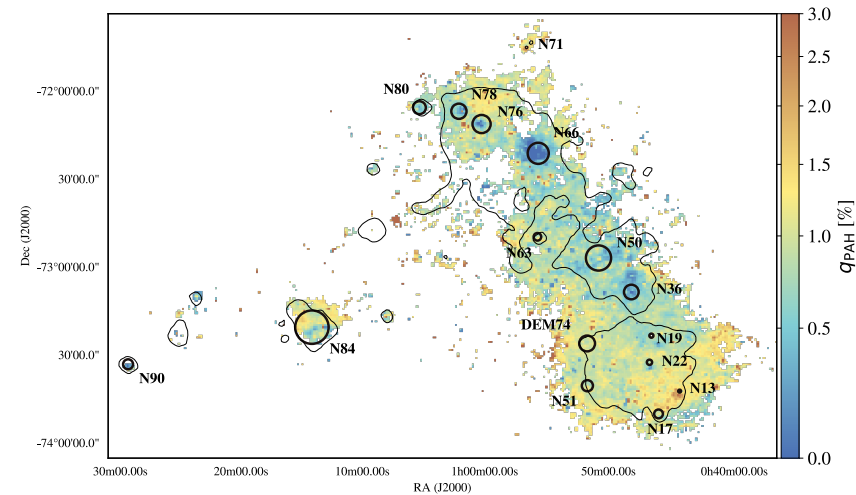 3.0
N71
2.5
-72°00'00.0"
N80
N78
2.0
N76
N66
30'00.0"
1.5
Dec (J2000)
1.0
q_PAH [%]
N50
N63
-73°00'00.0"
N36
DEM74
0.5
N19
N84
30'00.0"
N22
N90
N13
N51
N17
-74°00'00.0"
0.0
30m00.00s 20m00.00s 10m00.00s 1h00m00.00s 50m00.00s 0h40m00.00s
RA (J2000)